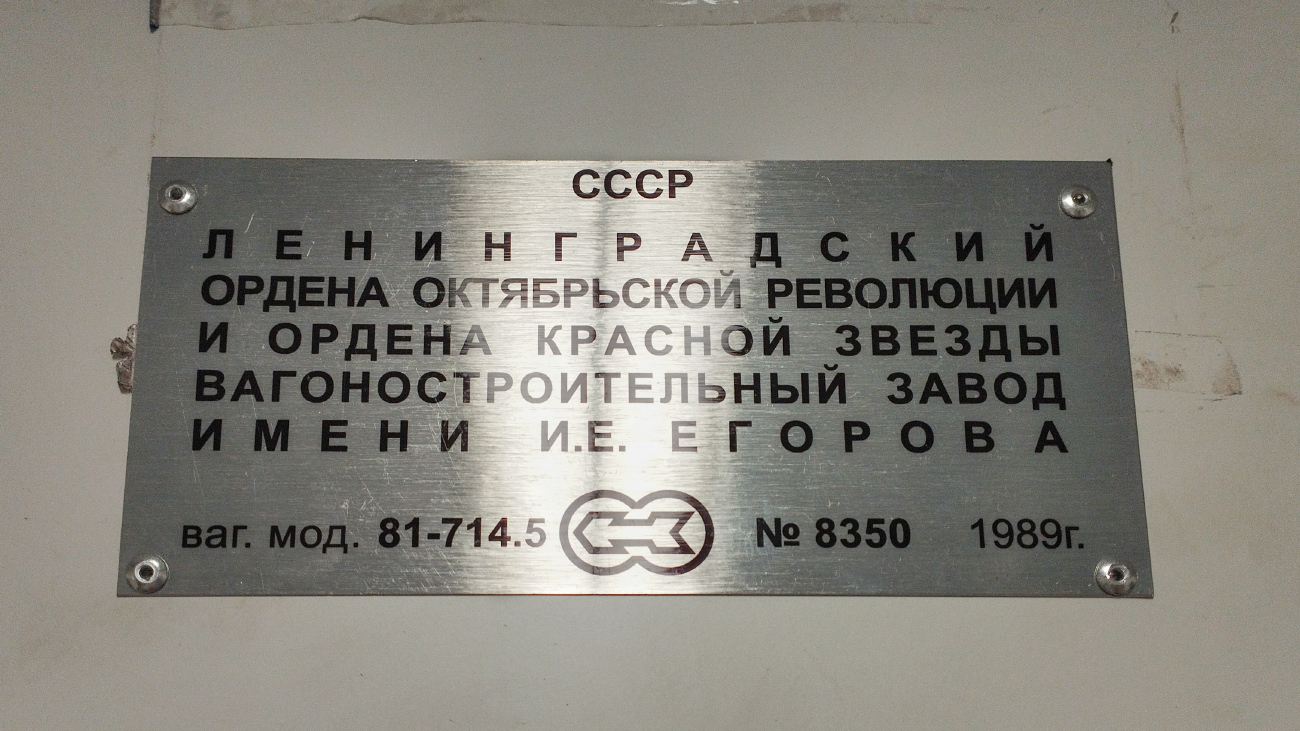 СССР
ЛЕНИНГРАДСКИЙ
ОРДЕНА ОКТЯБРЬСКОЙ РЕВОЛЮЦИИ
И ОРДЕНА КРАСНОЙ ЗВЕЗДЫ
ВАГОНОСТРОИТЕЛЬНЫЙ ЗАВОД
ИМЕНИ И.Е. ЕГОРОВА
ваг. мод. 81-714.5 № 8350 1989г.